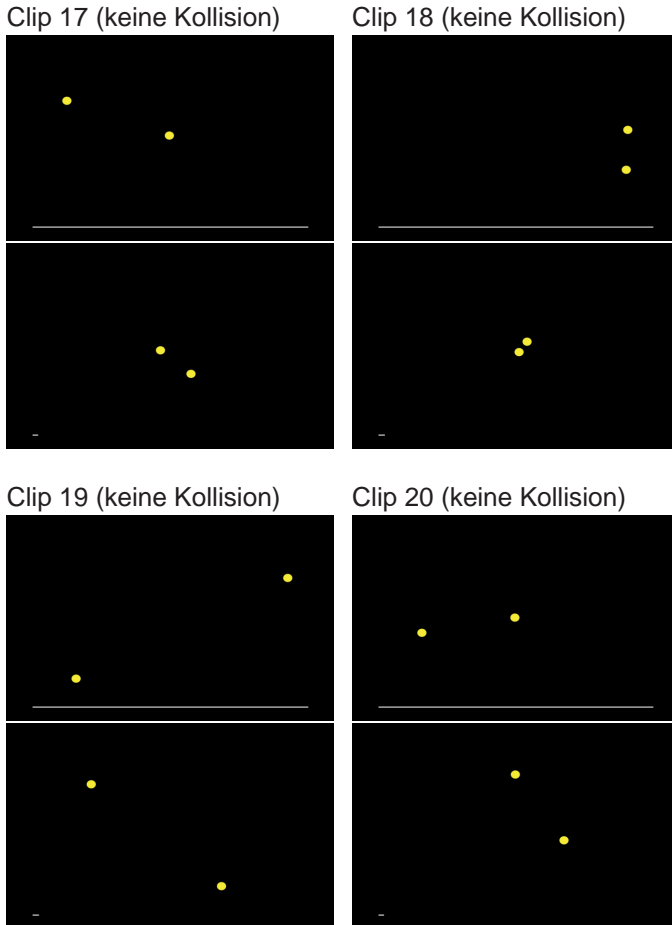 Clip 17 (keine Kollision)
Clip 18 (keine Kollision)
Clip 19 (keine Kollision)
Clip 20 (keine Kollision)